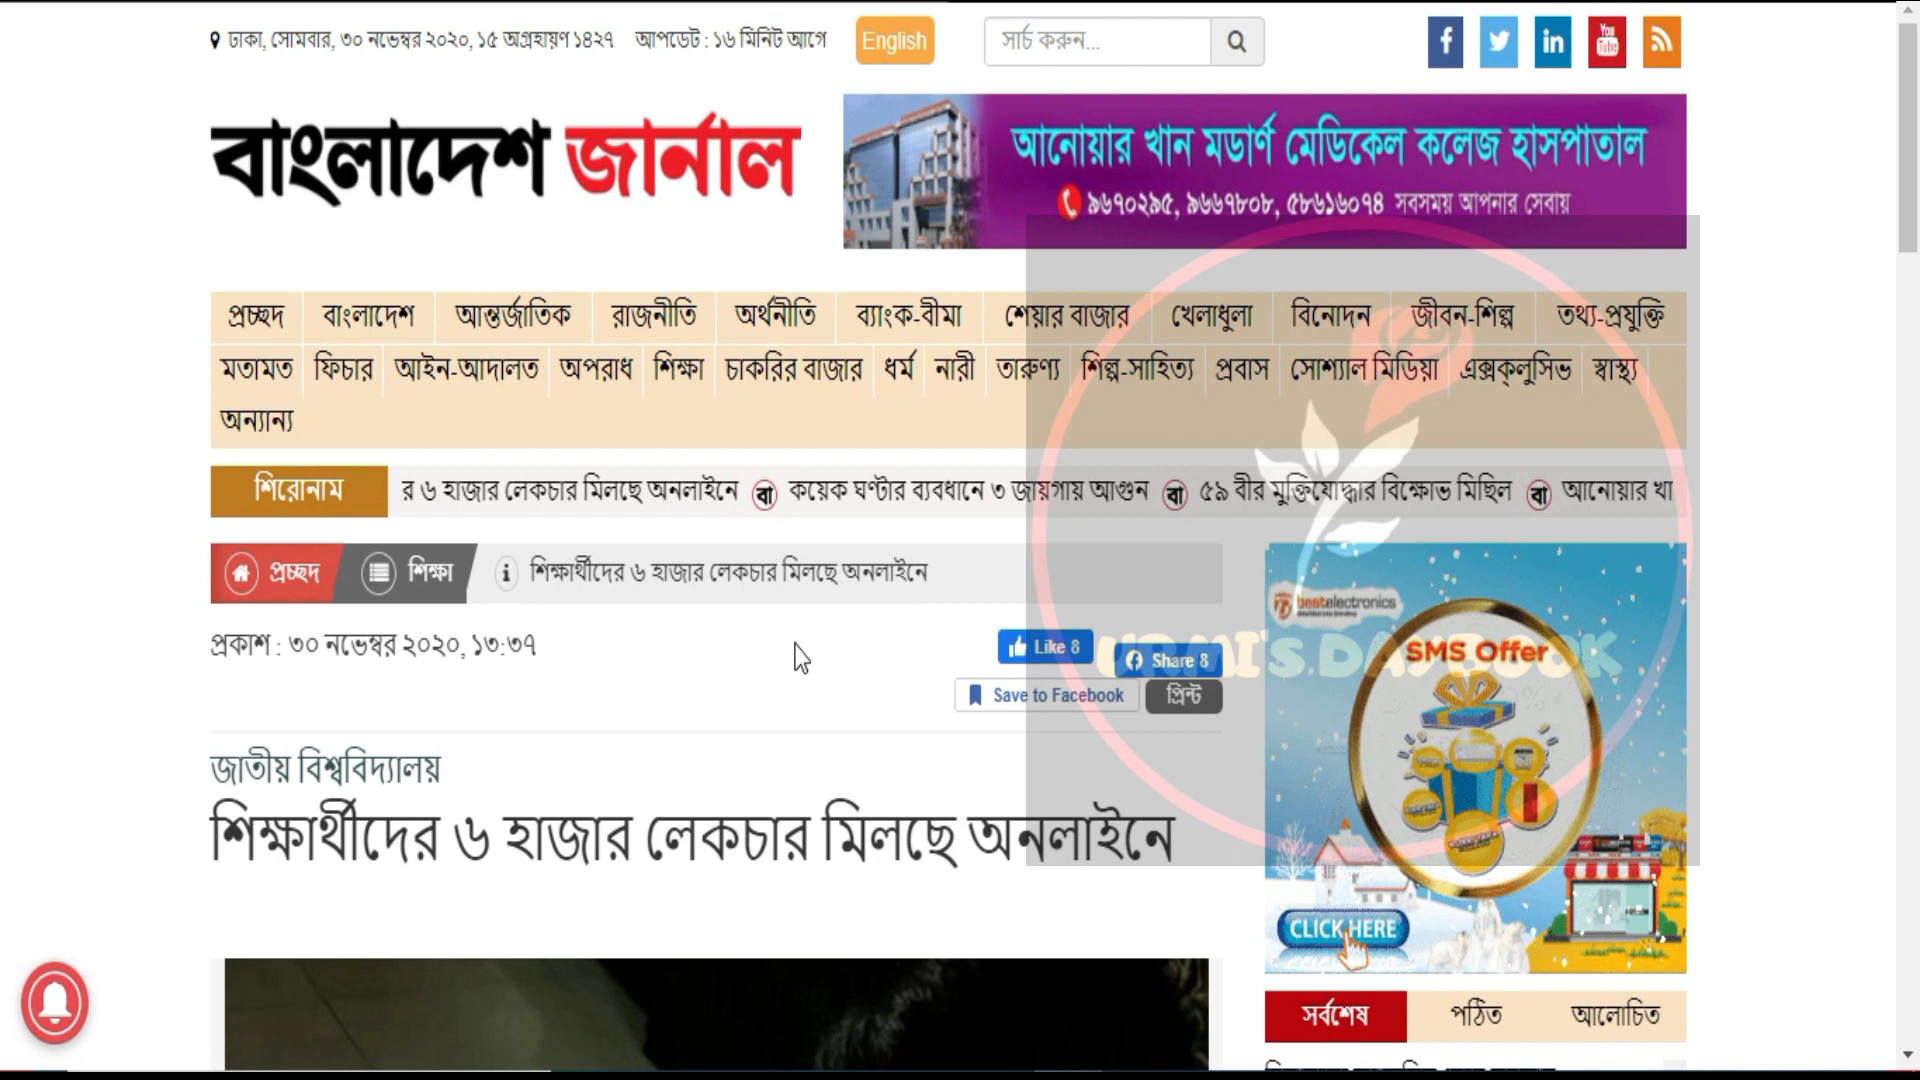 ঢাকা, সোমবার, ৩০ নভেম্বর ২০২০, ১৫ অগ্রহায়ণ ১৪২৭ আপডেট : ১৬ মিনিট আগে
English
সার্চ করুন...
You Tube
বাংলাদেশ জার্নাল
আনোয়ার খান মডার্ণ মেডিকেল কলেজ হাসপাতাল
৯৬৭০২৯৫, ৯৬৬৭৮০৮, ৫৮৬১৬০৭৪ সবসময় আপনার সেবায়
প্রচ্ছদ বাংলাদেশ আন্তর্জাতিক রাজনীতি অর্থনীতি ব্যাংক-বীমা শেয়ার বাজার খেলাধুলা বিনোদন জীবন-শিল্প তথ্য-প্রযুক্তি
মতামত ফিচার আইন-আদালত অপরাধ শিক্ষা চাকরির বাজার ধর্ম নারী তারুণ্য শিল্প-সাহিত্য প্রবাস সোশ্যাল মিডিয়া এক্সক্লুসিভ স্বাস্থ্য
অন্যান্য
শিরোনাম র ৬ হাজার লেকচার মিলছে অনলাইনে বা কয়েক ঘণ্টার ব্যবধানে ৩ জায়গায় আগুন বা ৫৯ বীর মুক্তিযোদ্ধার বিক্ষোভ মিছিল বা আনোয়ার খা
প্রচ্ছদ শিক্ষা শিক্ষার্থীদের ৬ হাজার লেকচার মিলছে অনলাইনে
প্রকাশ : ৩০ নভেম্বর ২০২০, ১৩:৩৭
Like 8
Share 8
Save to Facebook
প্রিন্ট
bestelectronics
URMI'S DAYBOOK
SMS Offer
জাতীয় বিশ্ববিদ্যালয়
শিক্ষার্থীদের ৬ হাজার লেকচার মিলছে অনলাইনে
CLICK HERE
সর্বশেষ পঠিত আলোচিত